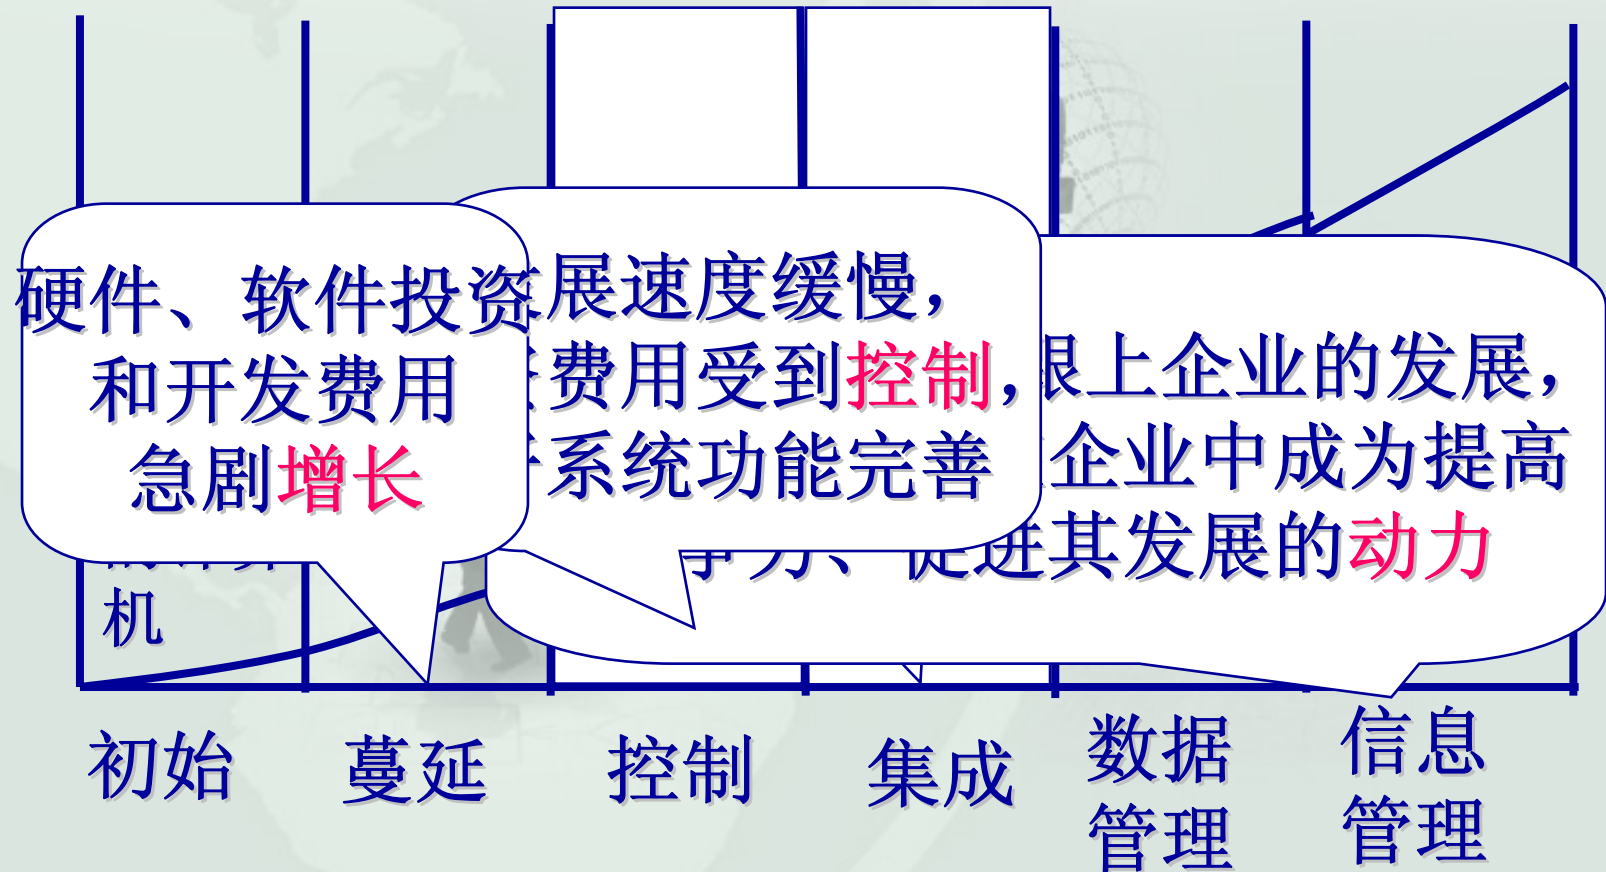 硬件、软件投资
和开发费用
急剧增长
展速度缓慢，
费用受到控制，
系统功能完善
上企业的发展，
企业中成为提高
促进其发展的动力
机
初始
蔓延
控制
集成
数据
管理
信息
管理